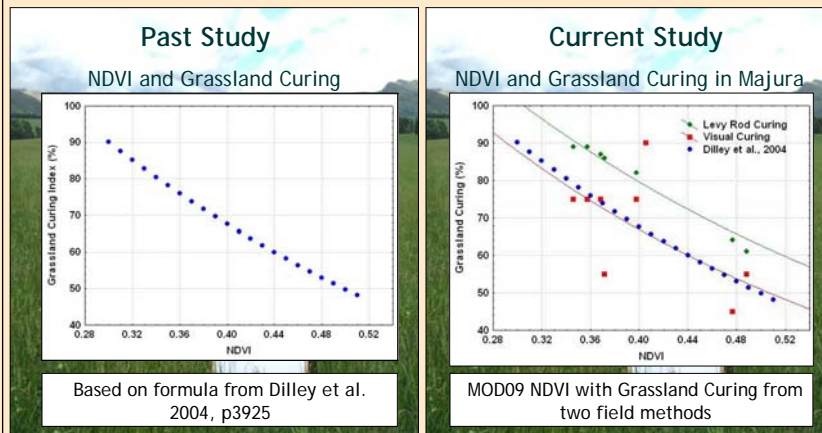 Past Study
NDVI and Grassland Curing
100
90
80
70
60
50
40
Grassland Curing Index (%)
0.28
0.32
0.36
0.40
0.44
0.48
0.52
NDVI
Based on formula from Dilley et al.
2004, p3925
Current Study
NDVI and Grassland Curing in Majura
100
90
80
70
60
50
40
Grassland Curing (%)
Levy Rod Curing
Visual Curing
Dilley et al., 2004
0.28
0.32
0.36
0.40
0.44
0.48
0.52
NDVI
MOD09 NDVI with Grassland Curing from
two field methods